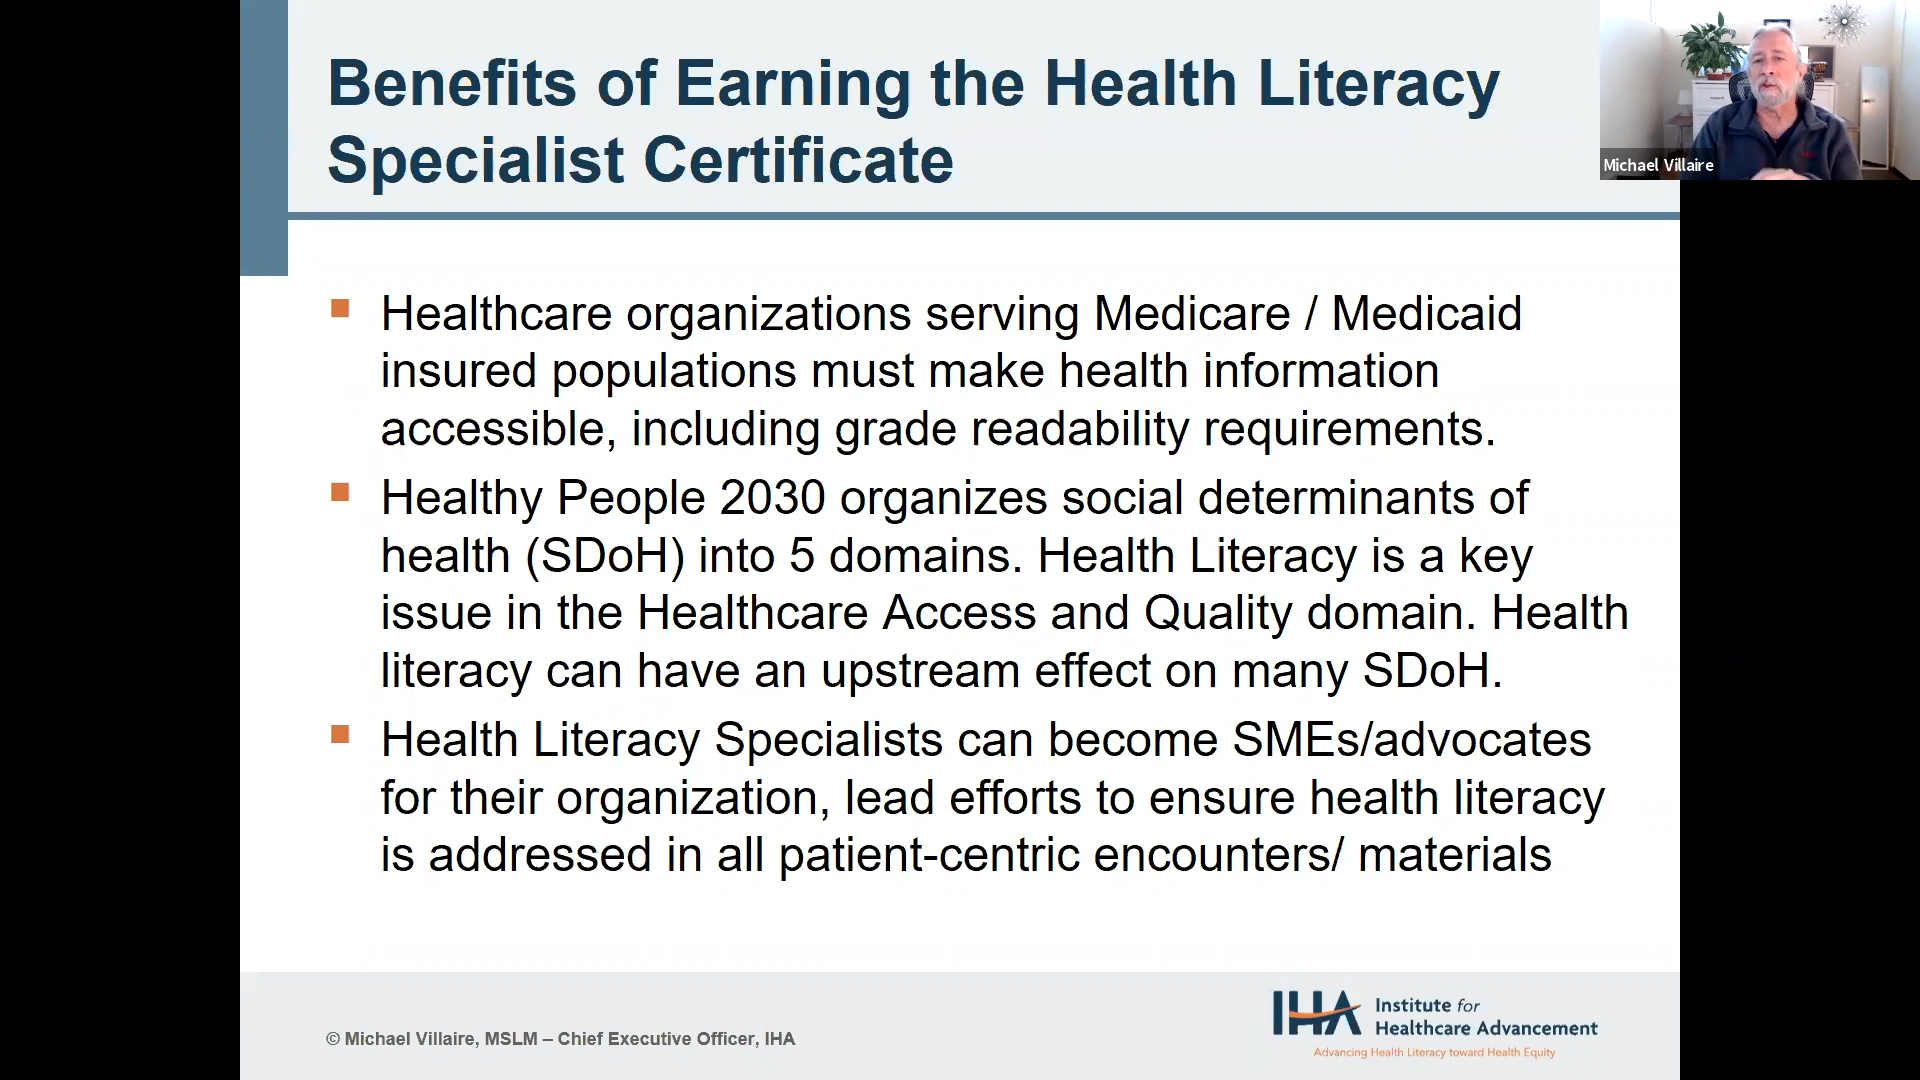 Benefits of Earning the Health Literacy
Specialist Certificate
Michael Villaire
Healthcare organizations serving Medicare / Medicaid
insured populations must make health information
accessible, including grade readability requirements.
Healthy People 2030 organizes social determinants of
health (SDoH) into 5 domains. Health Literacy is a key
issue in the Healthcare Access and Quality domain. Health
literacy can have an upstream effect on many SDoH.
Health Literacy Specialists can become SMEs/advocates
for their organization, lead efforts to ensure health literacy
is addressed in all patient-centric encounters/ materials
© Michael Villaire, MSLM – Chief Executive Officer, IHA
IHA
Institute for
Healthcare Advancement
Advancing Health Literacy toward Health Equity